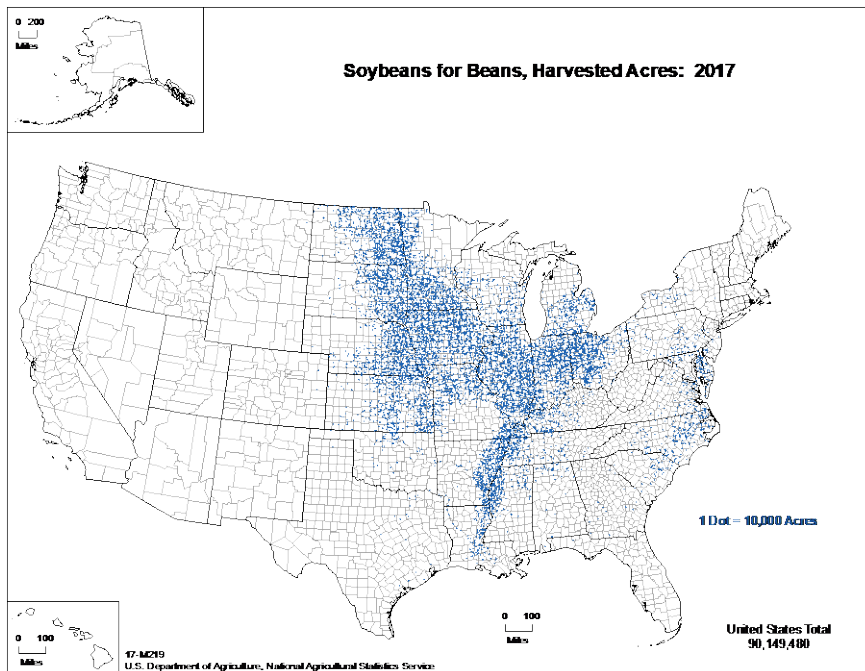 0 200
Miles
Soybeans for Beans, Harvested Acres: 2017
1 Dot = 10,000 Acres
0 100
Miles
0 100
Miles
United States Total
90,149,480
17-M219
U.S. Department of Agriculture, National Agricultural Statistics Service